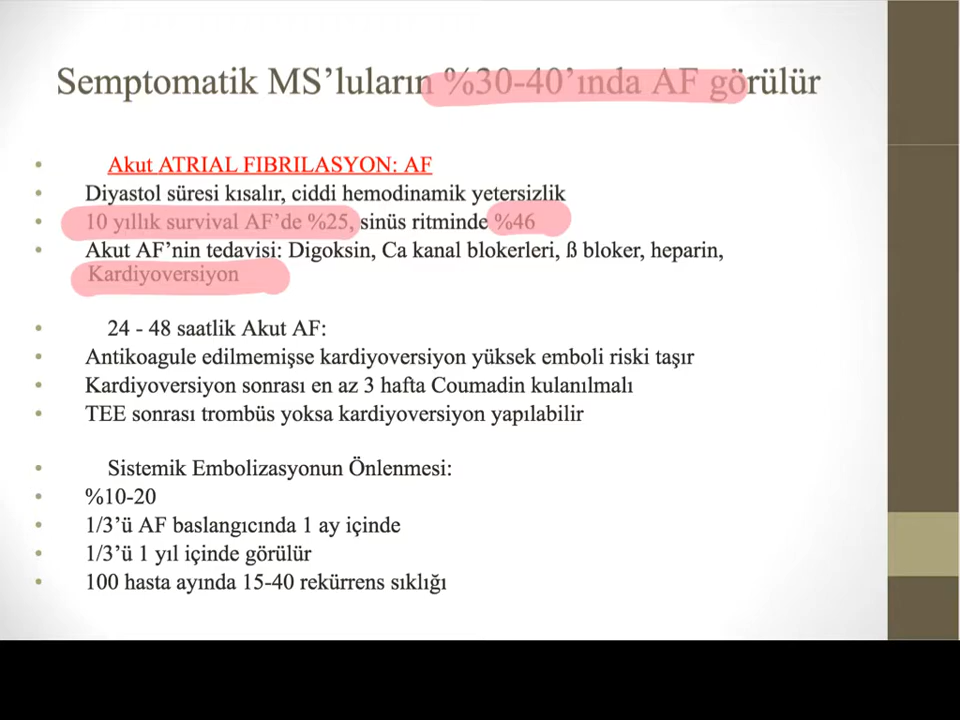 Semptomatik MS’luların %30-40’ında AF görülür
• Akut ATRIAL FIBRILASYON: AF
• Diyastol süresi kısalır, ciddi hemodinamik yetersizlik
• 10 yıllık survival AF’de %25, sinüs ritminde %46
• Akut AF’nin tedavisi: Digoksin, Ca kanal blokerleri, ß bloker, heparin,
Kardiyoversiyon
• 24 - 48 saatlik Akut AF:
• Antikoagule edilmemişse kardiyoversiyon yüksek emboli riski taşır
• Kardiyoversiyon sonrası en az 3 hafta Coumadin kulanılmalı
• TEE sonrası trombüs yoksa kardiyoversiyon yapılabilir
• Sistemik Embolizasyonun Önlenmesi:
• %10-20
• 1/3’ü AF baslangıcında 1 ay içinde
• 1/3’ü 1 yıl içinde görülür
• 100 hasta ayında 15-40 rekürrens sıklığı